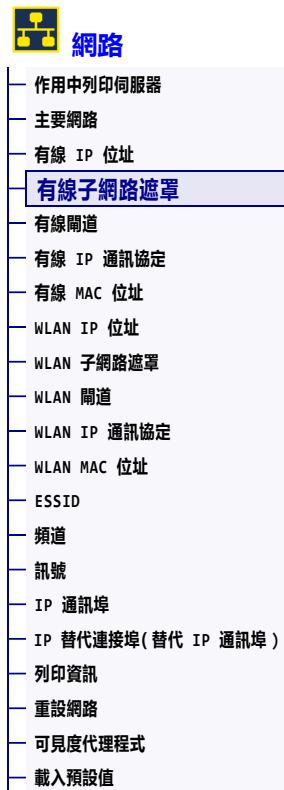 網路
作用中列印伺服器
主要網路
有線 IP 位址
有線子網路遮罩
有線閘道
有線 IP 通訊協定
有線 MAC 位址
WLAN IP 位址
WLAN 子網路遮罩
WLAN 閘道
WLAN IP 通訊協定
WLAN MAC 位址
ESSID
頻道
訊號
IP 通訊埠
IP 替代連接埠(替代 IP 通訊埠)
列印資訊
重設網路
可見度代理程式
載入預設值